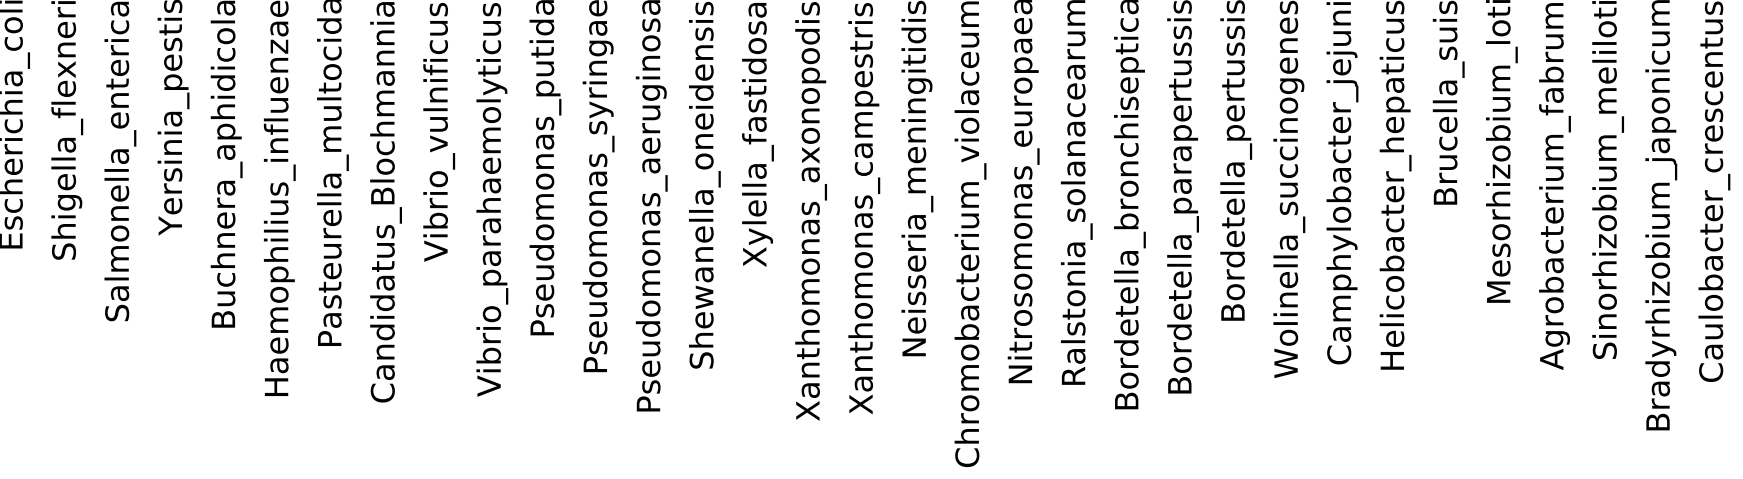 Escherichia_coli
Shigella_flexneri
Salmonella_enterica
Yersinia_pestis
Buchnera_aphidicola
Haemophilius_influenzae
Pasteurella_multocida
Candidatus_Blochmannia
Vibrio_vulnificus
Vibrio_parahaemolyticus
Pseudomonas_putida
Pseudomonas_syringae
Pseudomonas_aeruginosa
Shewanella_oneidensis
Xylella_fastidosa
Xanthomonas_axonopodis
Xanthomonas_campestris
Neisseria_meningitidis
Chromobacterium_violaceum
Nitrosomonas_europaea
Ralstonia_solanacearum
Bordetella_bronchiseptica
Bordetella_parapertussis
Bordetella_pertussis
Wolinella_succinogenes
Camphylobacter_jejuni
Helicobacter_hepaticus
Brucella_suis
Mesorhizobium_loti
Agrobacterium_fabrum
Sinorhizobium_meliloti
Bradyrhizobium_japonicum
Caulobacter_crescentus